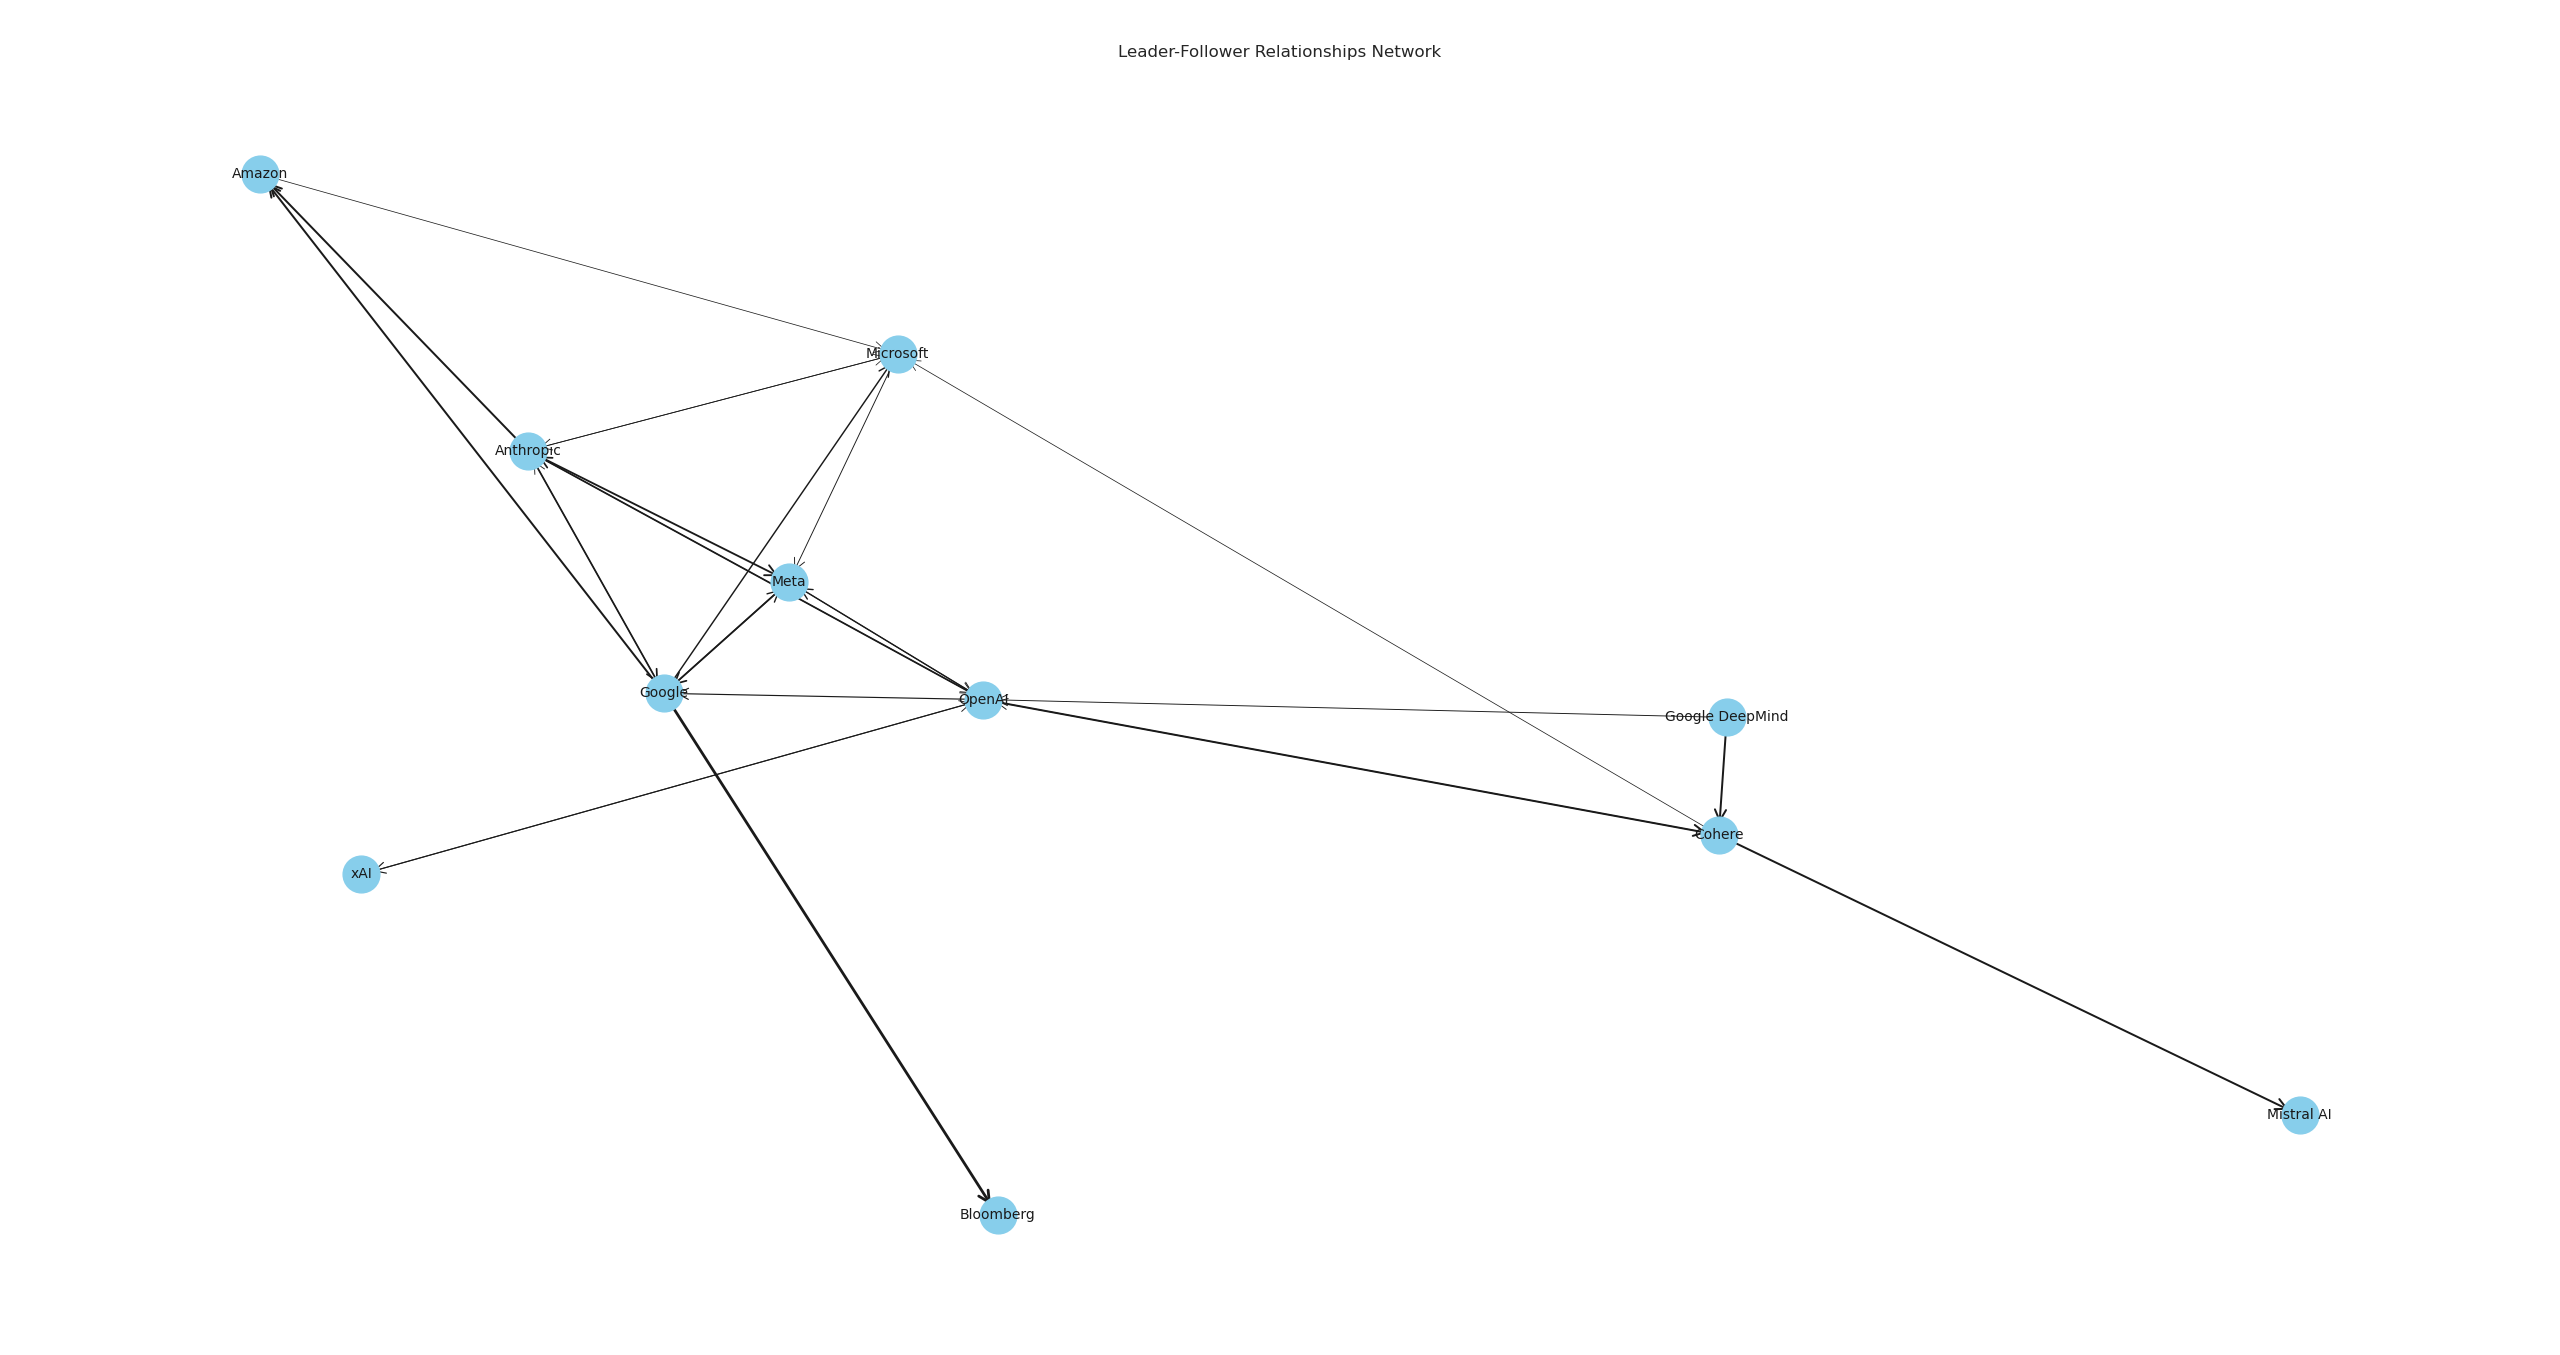 Leader-Follower Relationships Network
Amazon
Microsoft
Anthropic
Meta
Google
OpenAI
Google DeepMind
Cohere
xAI
Mistral AI
Bloomberg